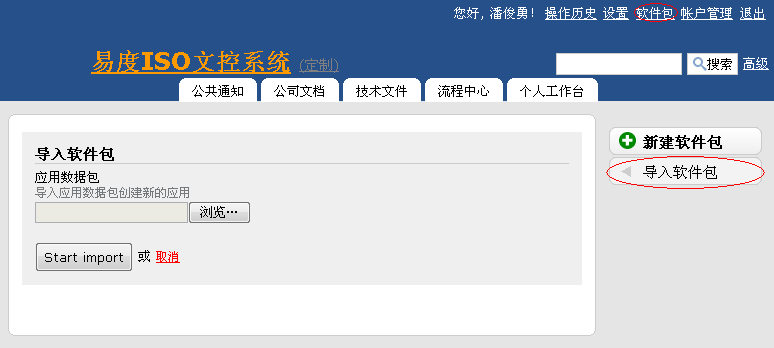 您好, 潘俊勇！ 操作历史 设置 软件包 帐户管理 退出
易度ISO文控系统 (定制)
搜索 高级
公共通知 公司文档 技术文件 流程中心 个人工作台
导入软件包
应用数据包
导入应用数据包创建新的应用
浏览…
Start import 或 取消
新建软件包
导入软件包